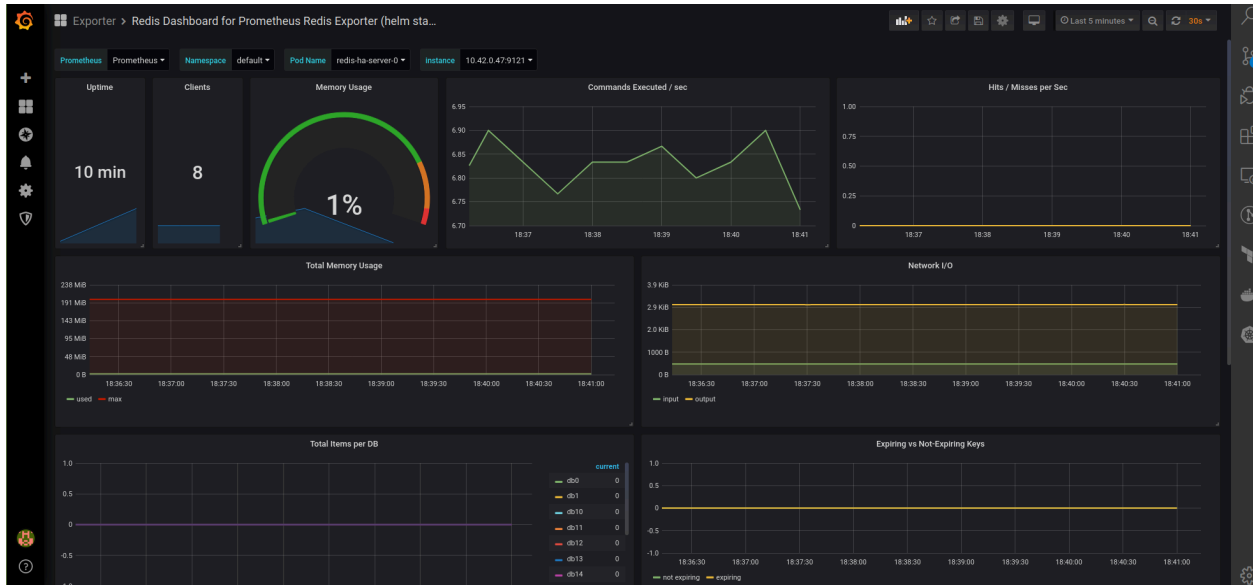 Exporter > Redis Dashboard for Prometheus Redis Exporter (helm sta...
Last 5 minutes
30s
Prometheus Prometheus Namespace default Pod Name redis-ha-server-0 instance 10.42.0.47:9121
Uptime
10 min
Clients
8
Memory Usage
1%
Commands Executed / sec
6.95
6.90
6.85
6.80
6.75
6.70
18:37 18:38 18:39 18:40 18:41
Hits / Misses per Sec
1.00
0.75
0.50
0.25
0
18:37 18:38 18:39 18:40 18:41
Total Memory Usage
238 MiB
191 MiB
143 MiB
95 MiB
48 MiB
0 B
18:36:30 18:37:00 18:37:30 18:38:00 18:38:30 18:39:00 18:39:30 18:40:00 18:40:30 18:41:00
used max
Network I/O
3.9 KiB
2.9 KiB
2.0 KiB
1000 B
0 B
18:36:30 18:37:00 18:37:30 18:38:00 18:38:30 18:39:00 18:39:30 18:40:00 18:40:30 18:41:00
input output
Total Items per DB
1.0
0.5
0
-0.5
-1.0
current
db0 0
db1 0
db10 0
db11 0
db12 0
db13 0
db14 0
Expiring vs Not-Expiring Keys
1.0
0.5
0
-0.5
-1.0
18:36:30 18:37:00 18:37:30 18:38:00 18:38:30 18:39:00 18:39:30 18:40:00 18:40:30 18:41:00
not expiring expiring